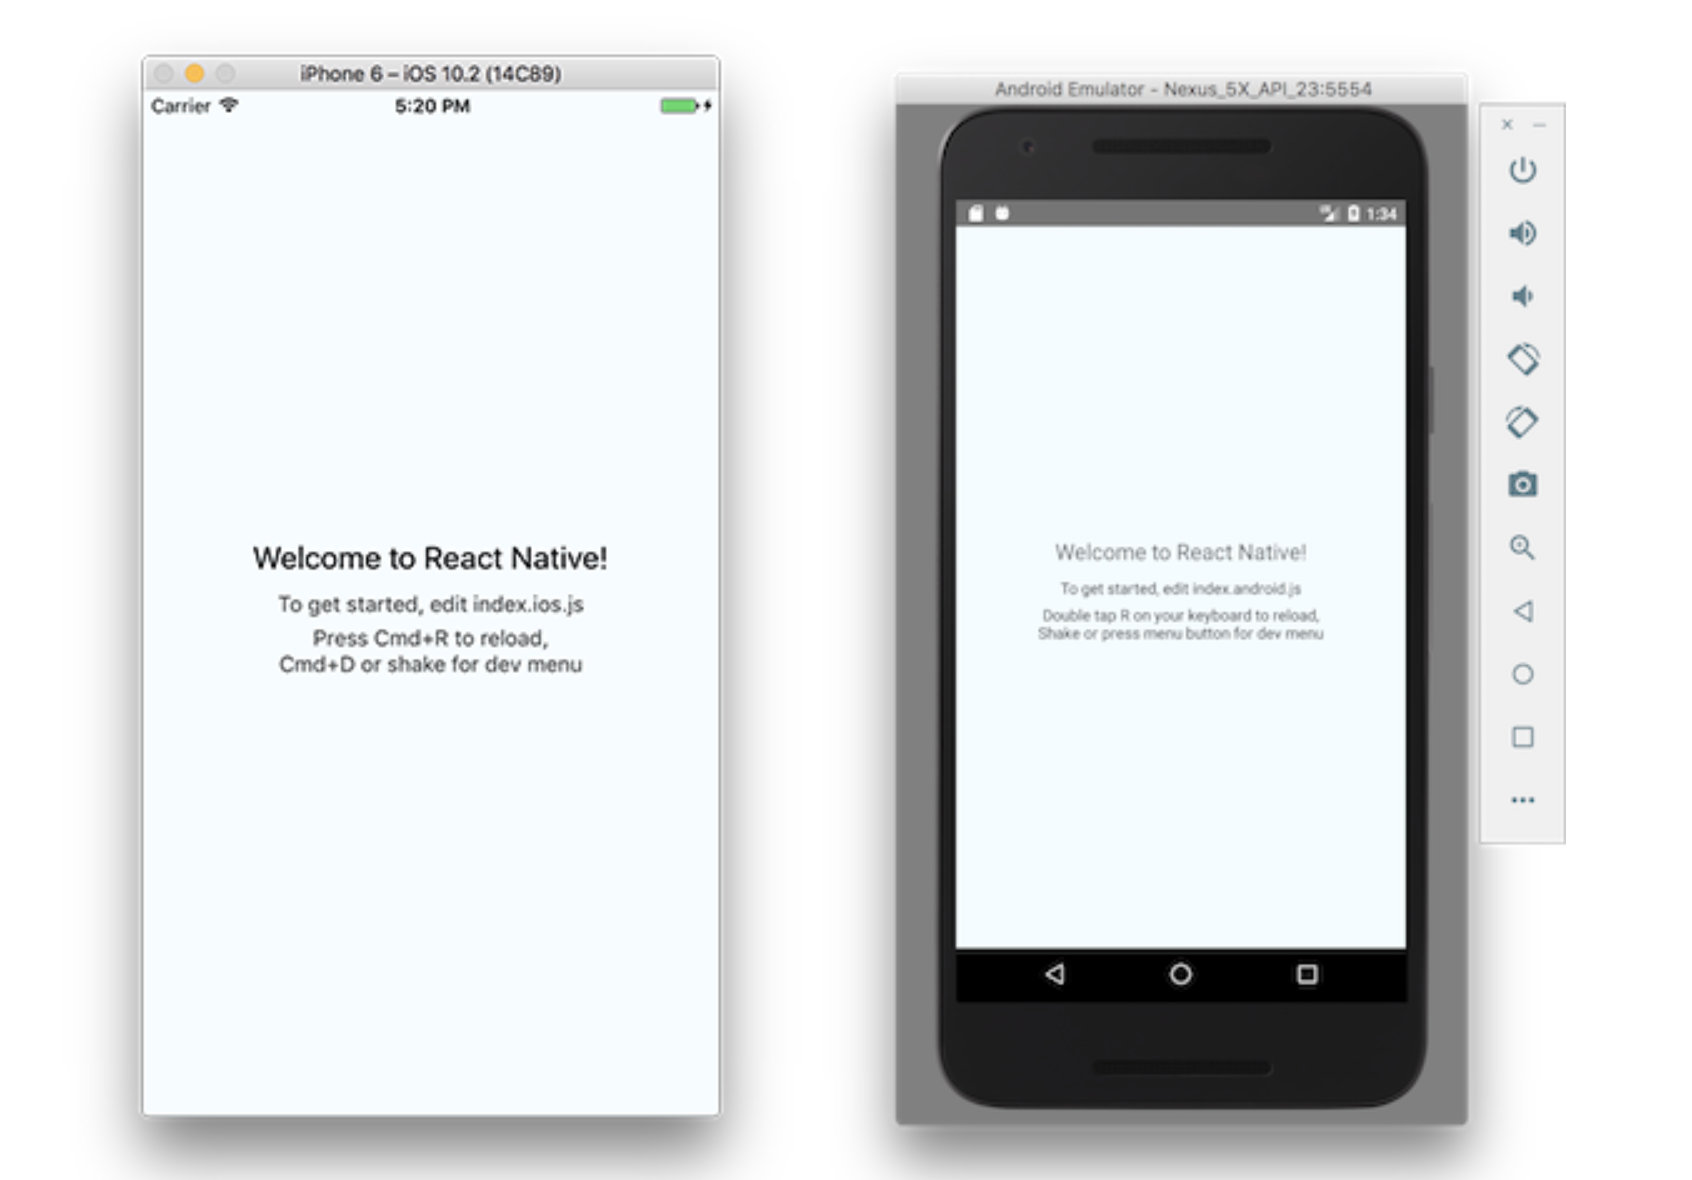 iPhone 6 – iOS 10.2 (14C89)
Carrier
5:20 PM
Welcome to React Native!
To get started, edit index.ios.js
Press Cmd+R to reload,
Cmd+D or shake for dev menu
Android Emulator - Nexus_5X_API_23:5554
1:34
Welcome to React Native!
To get started, edit index.android.js
Double tap R on your keyboard to reload,
Shake or press menu button for dev menu